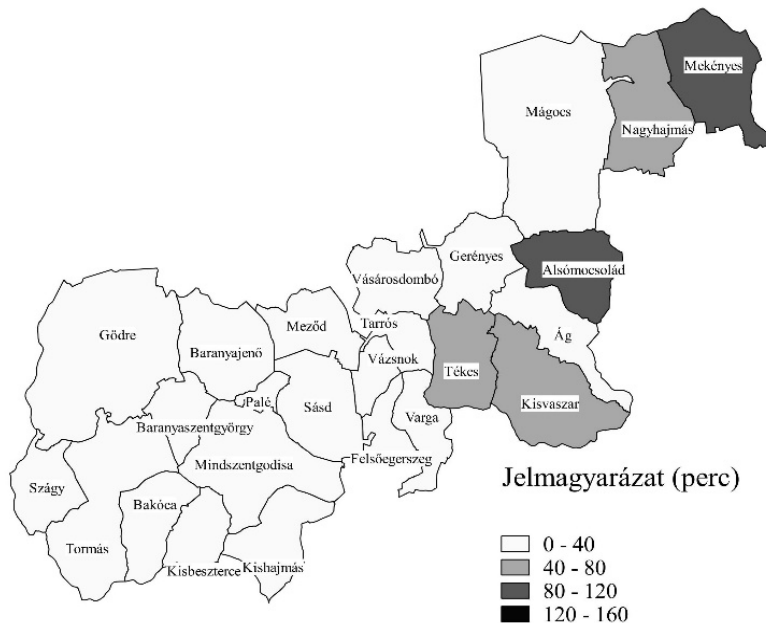 Mekényes
Mágocs
Nagyhajmás
Gerényes
Alsómocsolád
Vásárosdombó
Gödre
Meződ
Tarrós
Ág
Baranyajenő
Vázsnok
Tékes
Palé
Sásd
Kisvaszar
Varga
Baranyaszentgyörgy
Mindszentgodisa
Felsőegerszeg
Szágy
Bakóca
Tormás
Kisbeszterce
Kishajmás
Jelmagyarázat (perc)
0 - 40
40 - 80
80 - 120
120 - 160